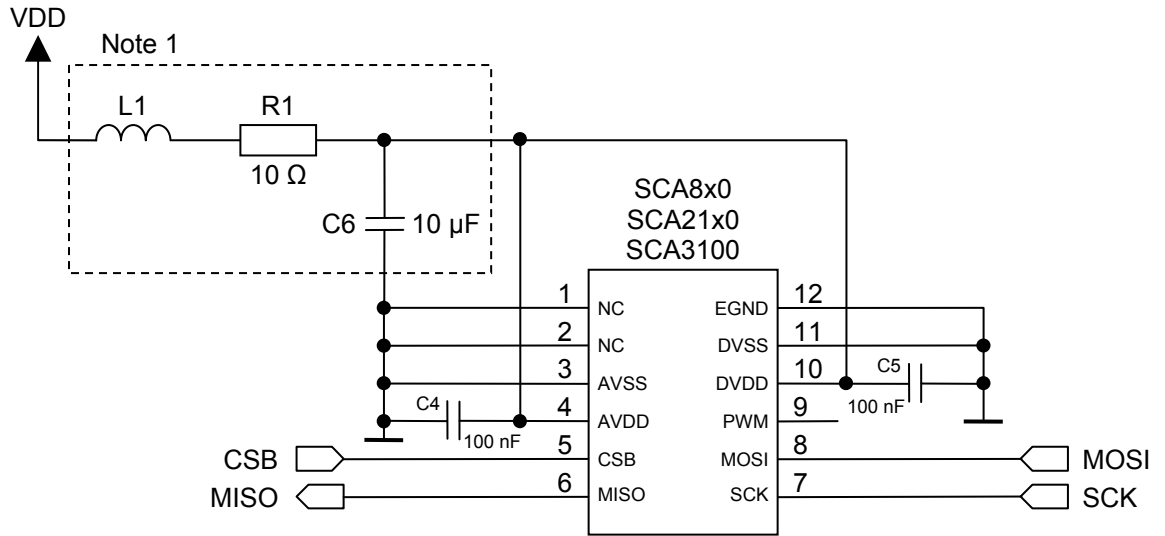 VDD
Note 1
L1
R1
10 Ω
C6
10 µF
SCA8x0
SCA21x0
SCA3100
1
NC
EGND
12
2
NC
DVSS
11
3
AVSS
DVDD
10
C5
100 nF
C4
100 nF
4
AVDD
PWM
9
CSB
5
CSB
MOSI
8
MOSI
MISO
6
MISO
SCK
7
SCK